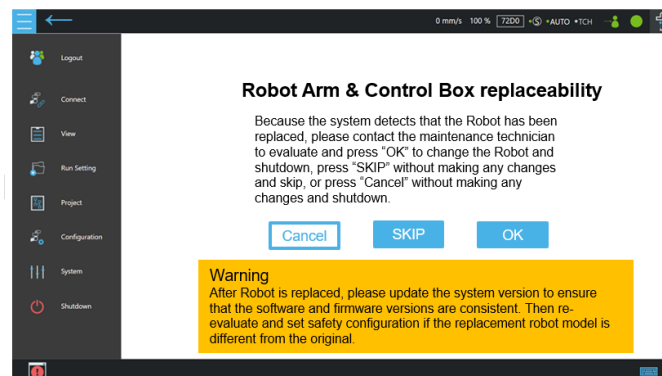 0 mm/s 100 % 72D0 •Ⓢ •AUTO •TCH
Logout
Connect
View
Run Setting
Project
Configuration
System
Shutdown
Robot Arm & Control Box replaceability
Because the system detects that the Robot has been
replaced, please contact the maintenance technician
to evaluate and press “OK” to change the Robot and
shutdown, press “SKIP” without making any changes
and skip, or press “Cancel” without making any
changes and shutdown.
Cancel SKIP OK
Warning
After Robot is replaced, please update the system version to ensure
that the software and firmware versions are consistent. Then re-
evaluate and set safety configuration if the replacement robot model is
different from the original.